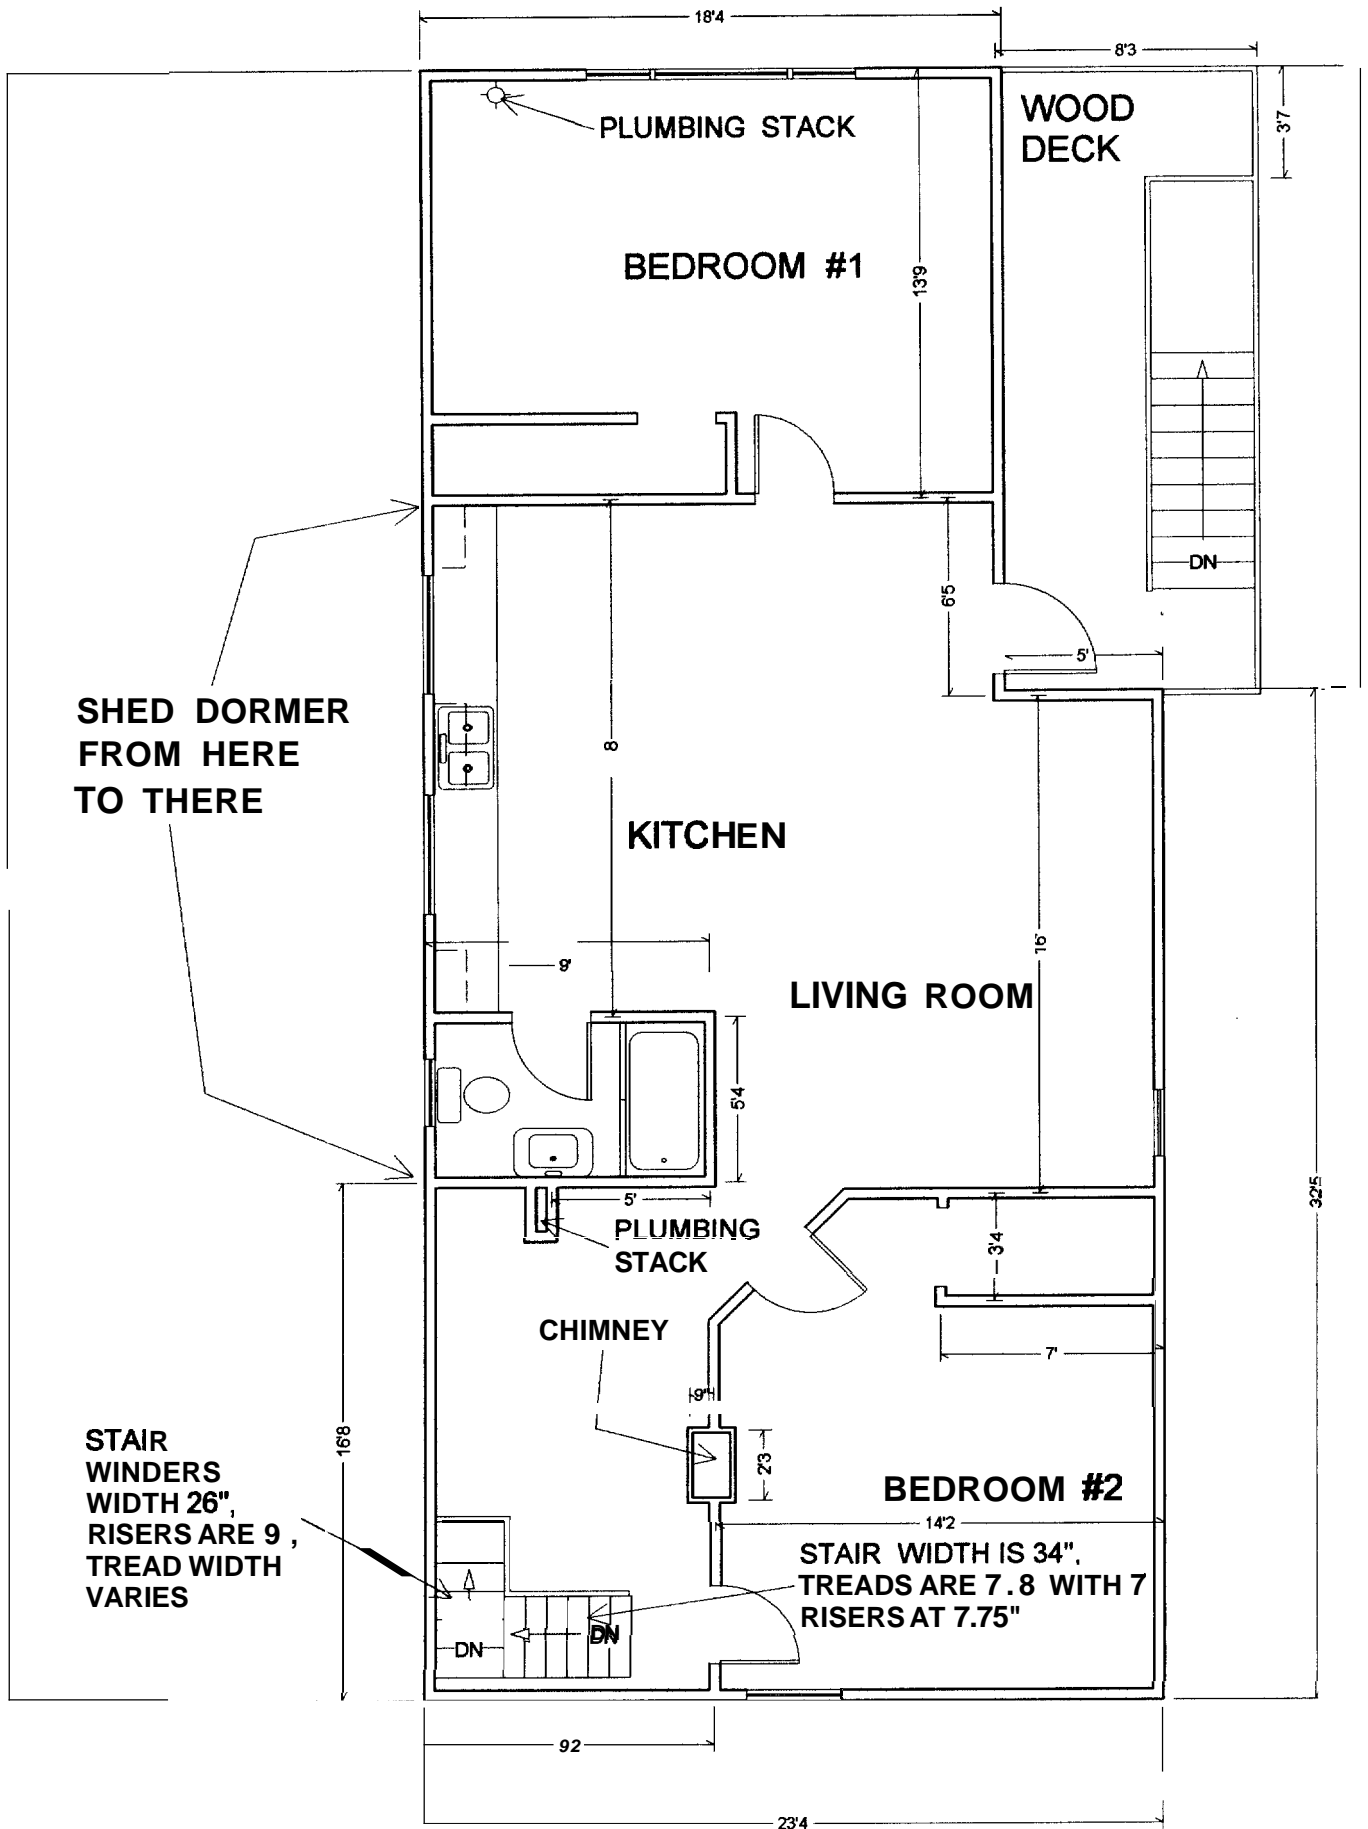 18'4
8'3
WOOD
DECK
3'7
PLUMBING STACK
BEDROOM #1
13'9
DN
6'5
5'
SHED DORMER
FROM HERE
TO THERE
8
KITCHEN
9'
16'
LIVING ROOM
5'4
5'
PLUMBING
STACK
3'4
32'5
CHIMNEY
7'
9"
2'3
16'8
STAIR
WINDERS
WIDTH 26",
RISERS ARE 9 ,
TREAD WIDTH
VARIES
BEDROOM #2
14'2
STAIR WIDTH IS 34",
TREADS ARE 7.8 WITH 7
RISERS AT 7.75"
DN
DN
92
23'4